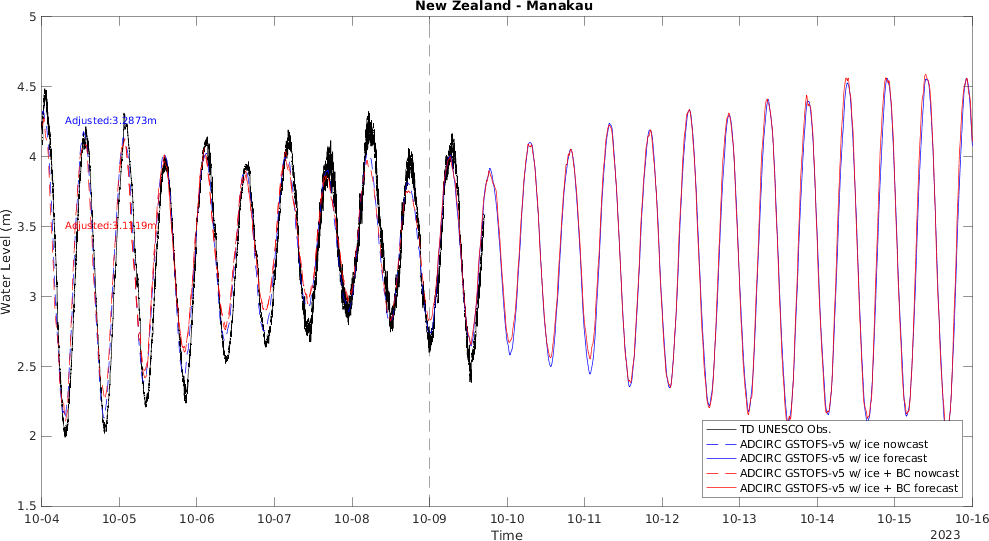 New Zealand - Manakau
Water Level (m)
5
4.5
4
3.5
3
2.5
2
1.5
Adjusted:3.2873m
Adjusted:3.1119m
TD UNESCO Obs.
ADCIRC GSTOFS-v5 w/ ice nowcast
ADCIRC GSTOFS-v5 w/ ice forecast
ADCIRC GSTOFS-v5 w/ ice + BC nowcast
ADCIRC GSTOFS-v5 w/ ice + BC forecast
10-04 10-05 10-06 10-07 10-08 10-09 10-10 10-11 10-12 10-13 10-14 10-15 10-16
Time
2023